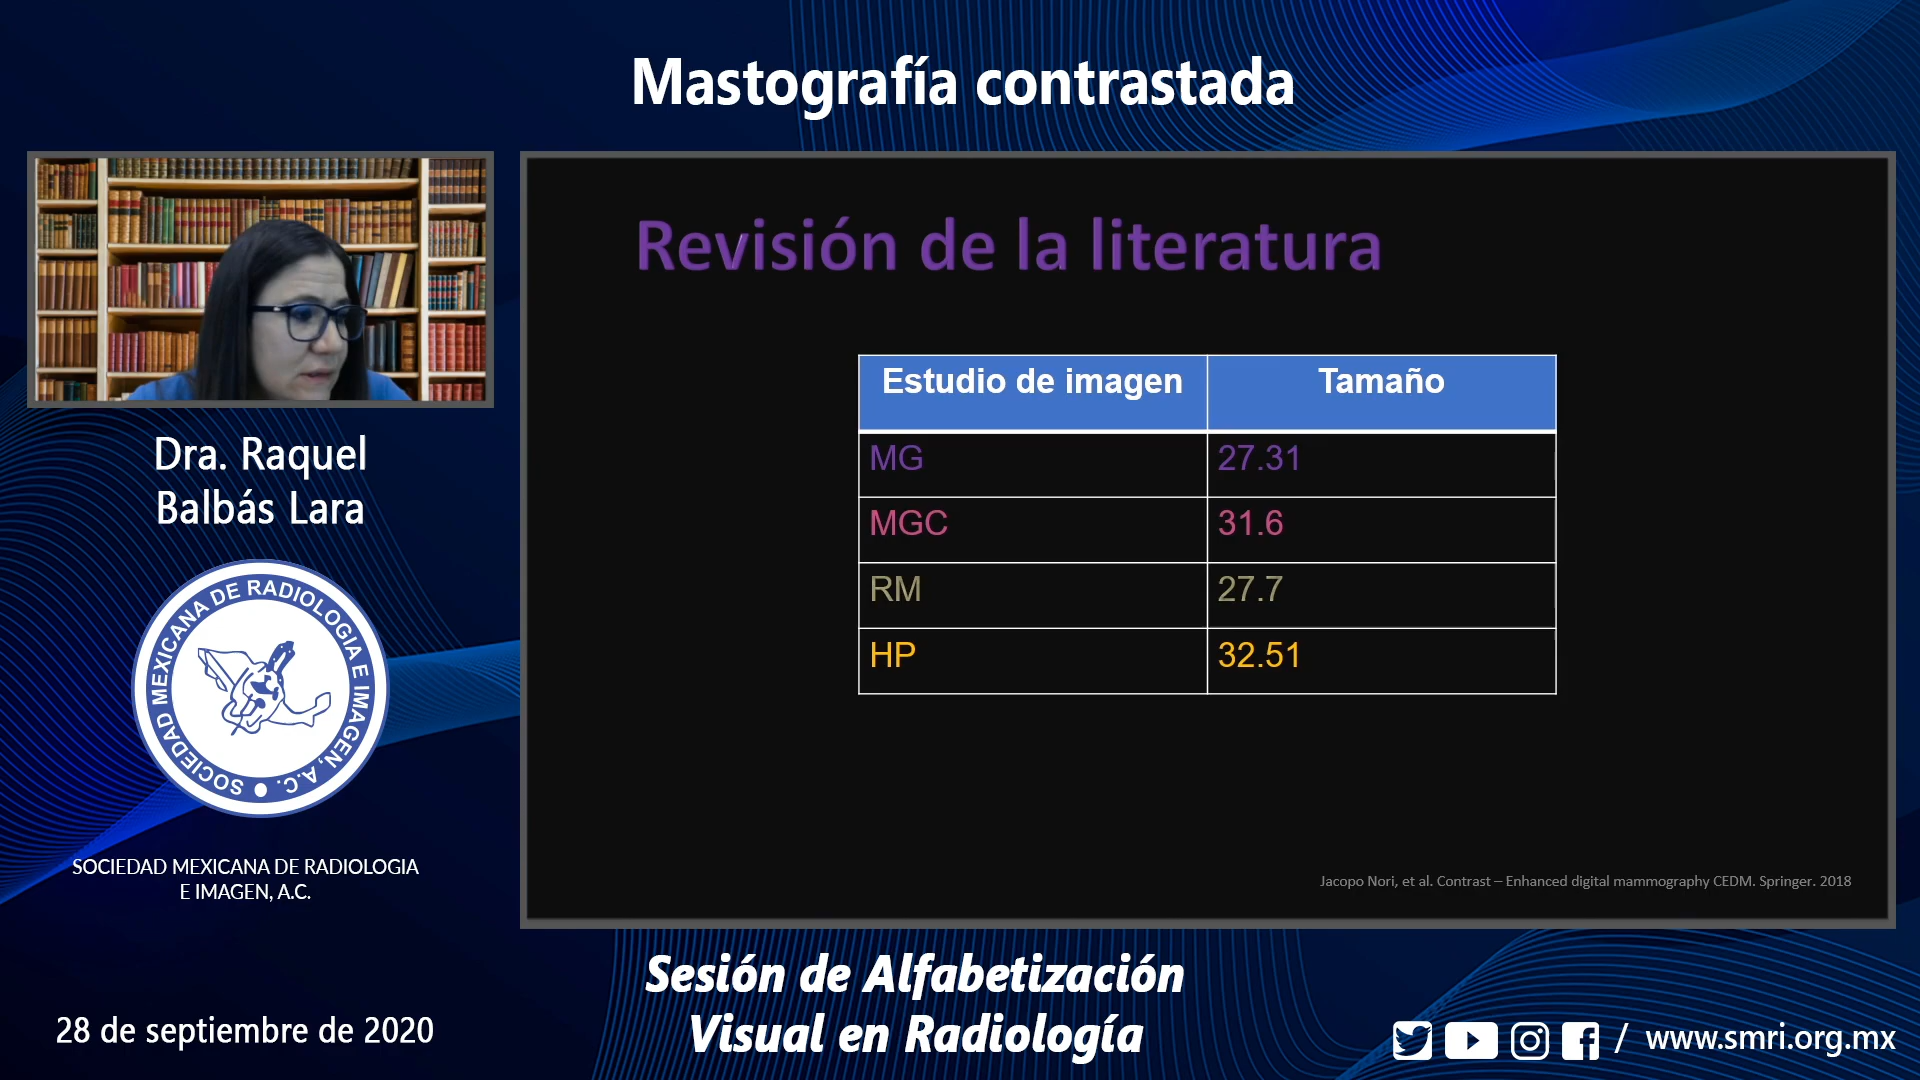 Mastografía contrastada
Dra. Raquel
Balbás Lara
SOCIEDAD MEXICANA DE RADIOLOGIA E IMAGEN, A.C.
SOCIEDAD MEXICANA DE RADIOLOGIA
E IMAGEN, A.C.
28 de septiembre de 2020
Revisión de la literatura
Estudio de imagen Tamaño
MG 27.31
MGC 31.6
RM 27.7
HP 32.51
Jacopo Nori, et al. Contrast – Enhanced digital mammography CEDM. Springer. 2018
Sesión de Alfabetización
Visual en Radiología
/ www.smri.org.mx